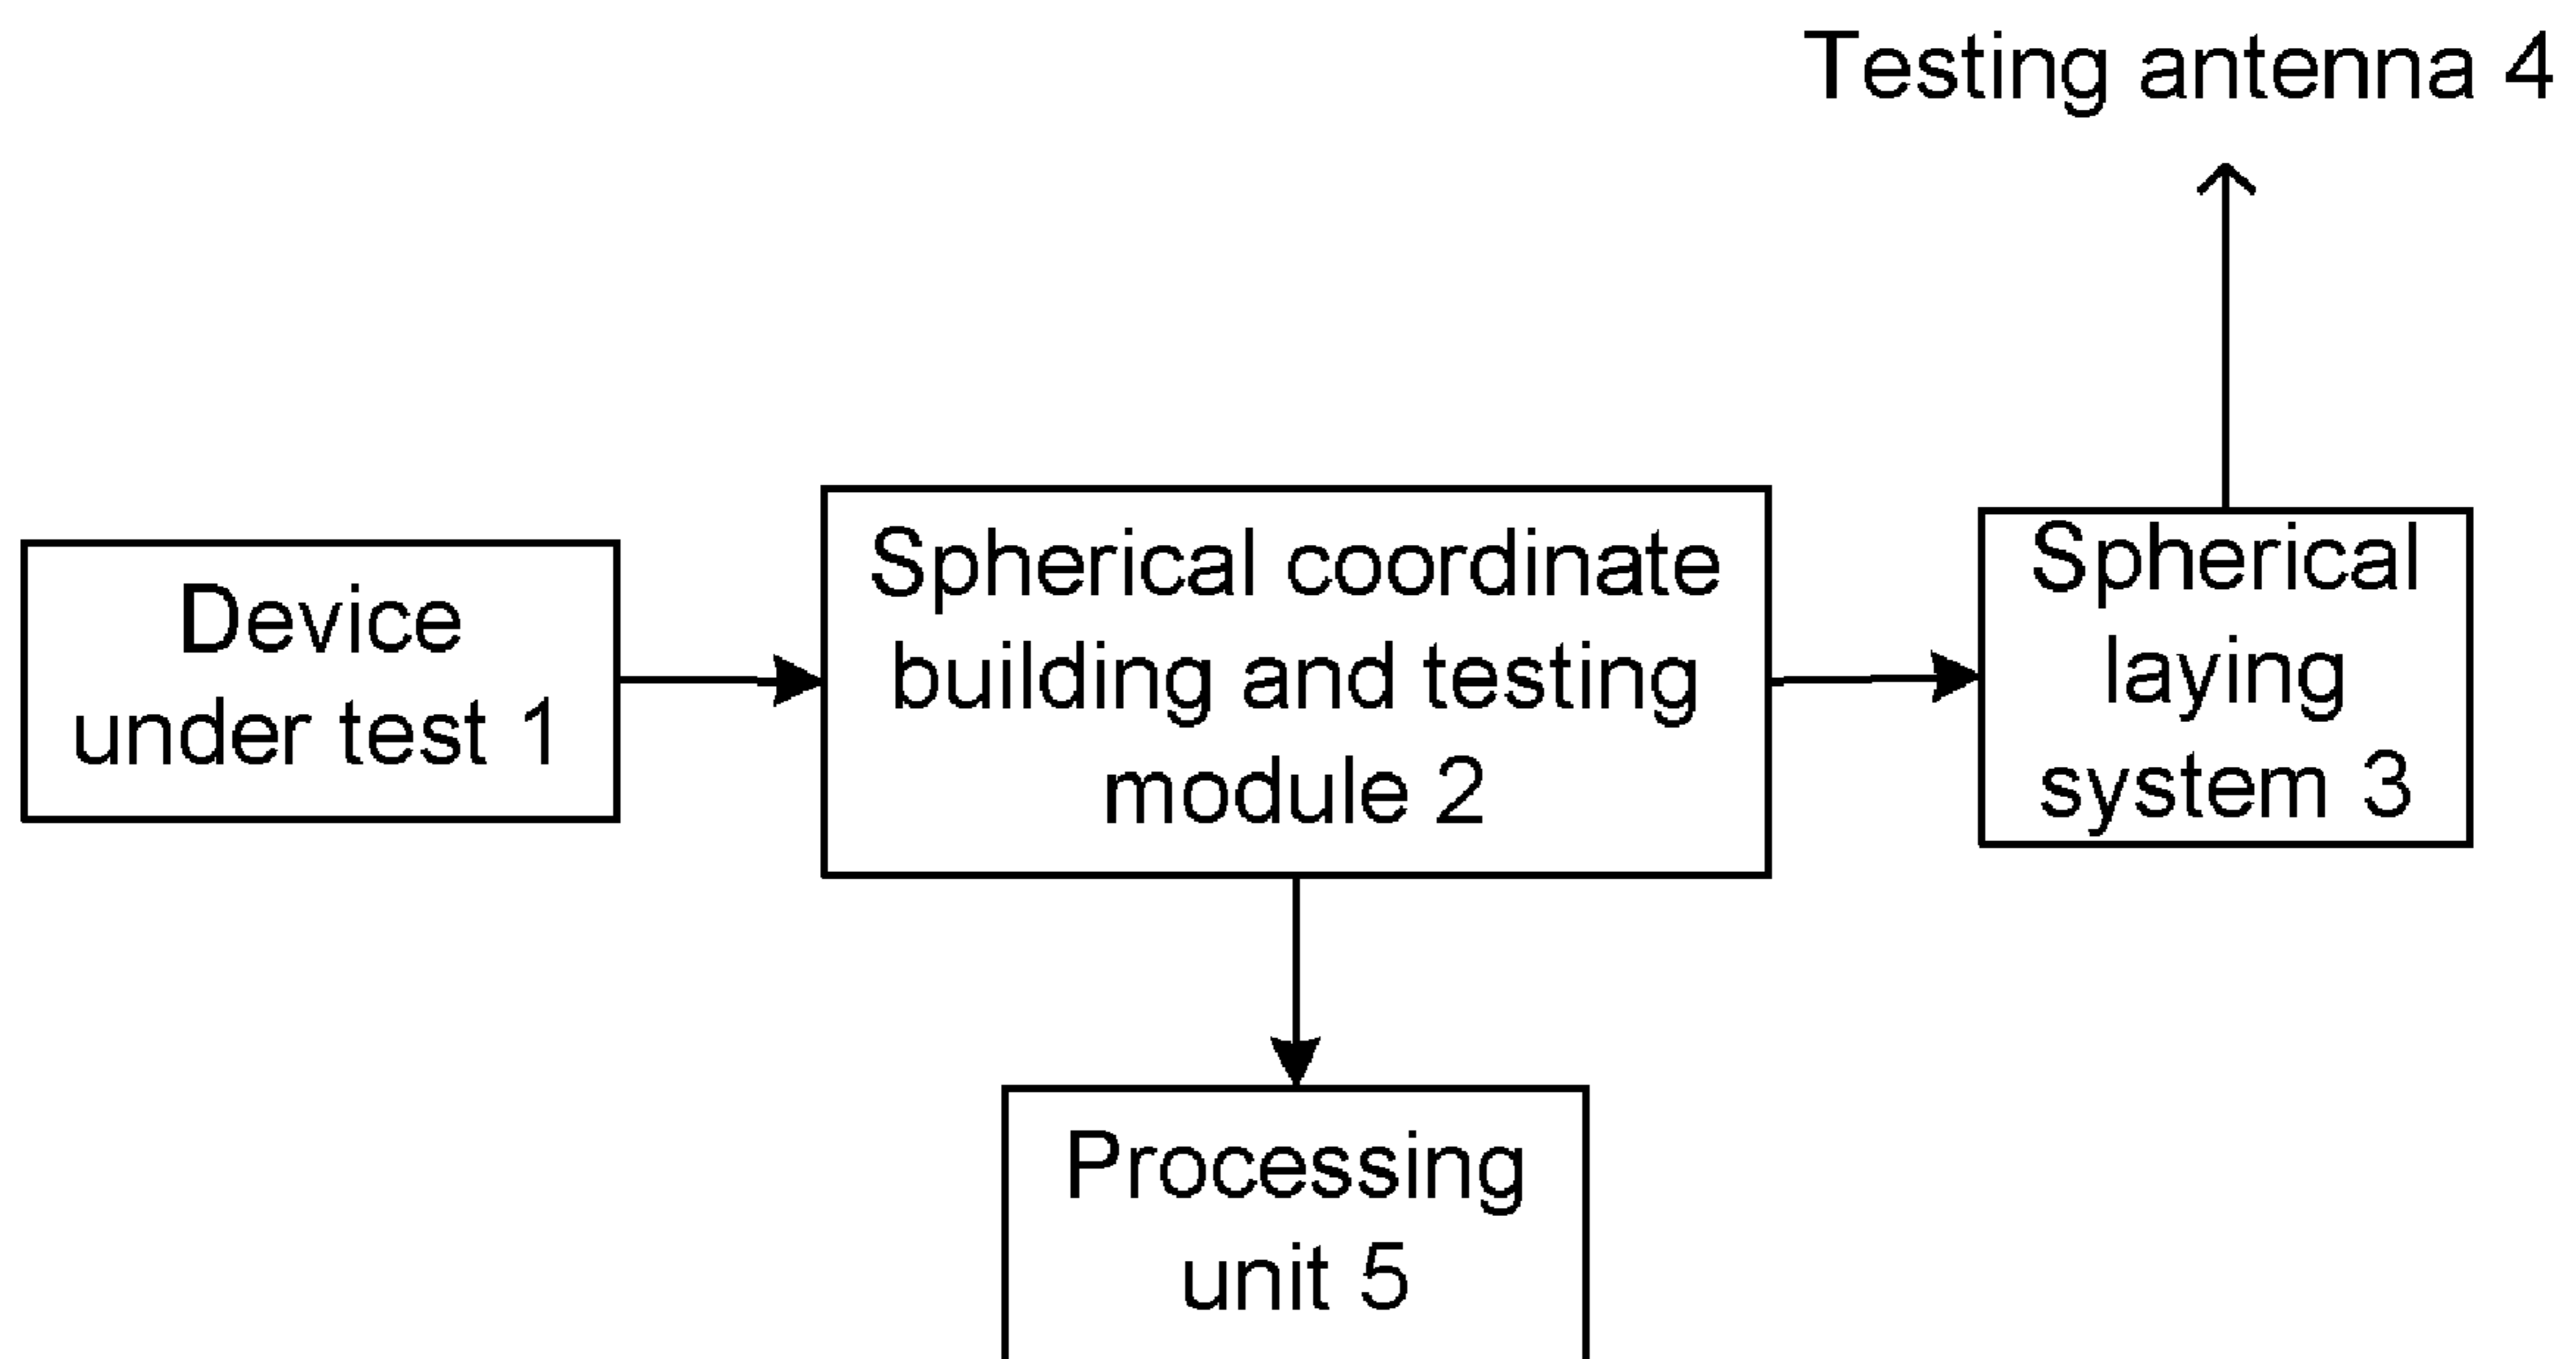 Testing antenna 4
Device
under test 1
Spherical coordinate
building and testing
module 2
Spherical
laying
system 3
Processing
unit 5